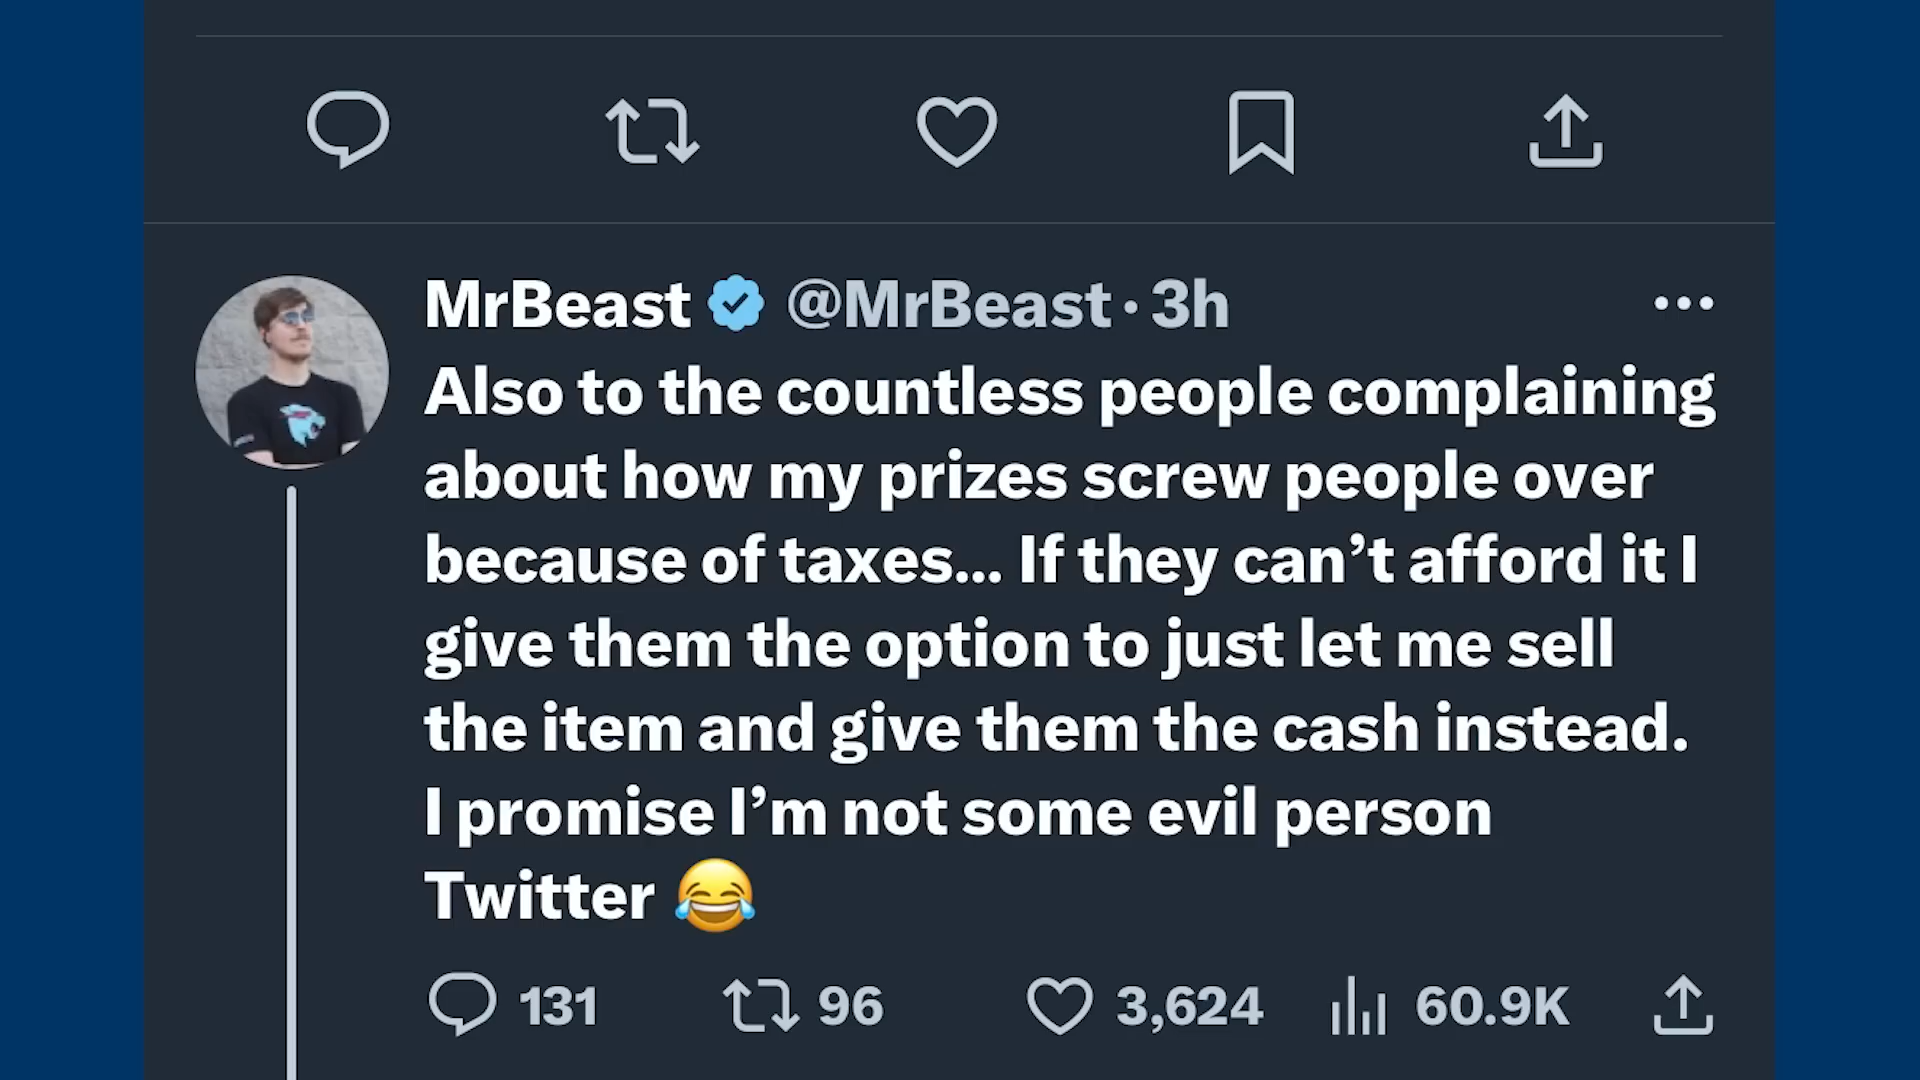 MrBeast @MrBeast · 3h
Also to the countless people complaining
about how my prizes screw people over
because of taxes... If they can’t afford it I
give them the option to just let me sell
the item and give them the cash instead.
I promise I’m not some evil person
Twitter 😂
131 96 3,624 60.9K